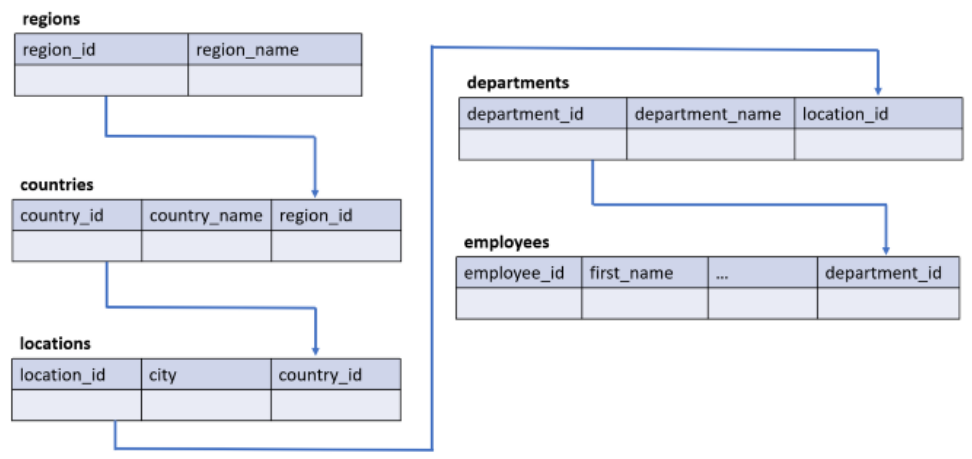 regions
region_id region_name
countries
country_id country_name region_id
locations
location_id city country_id
departments
department_id department_name location_id
employees
employee_id first_name ... department_id